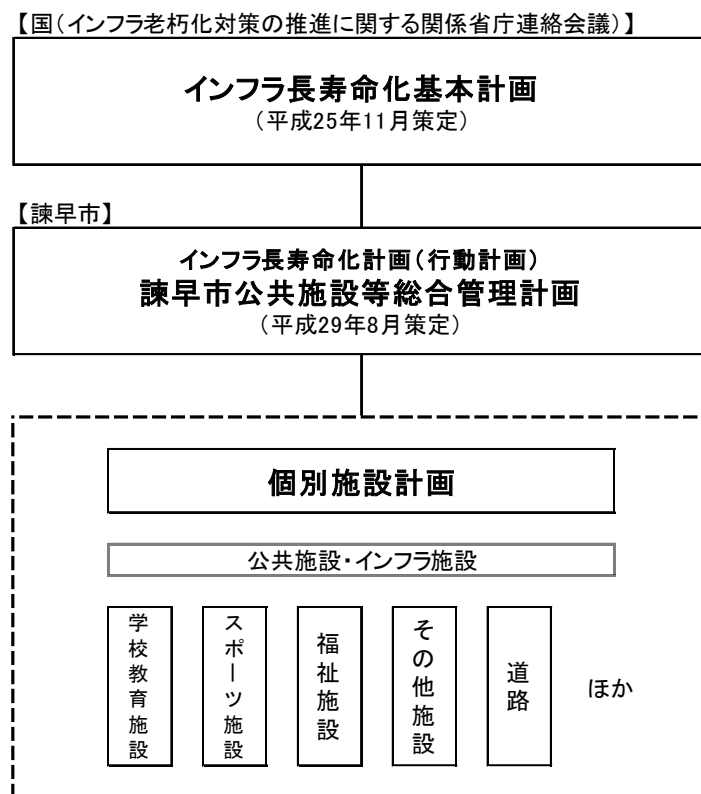 【国（インフラ老朽化対策の推進に関する関係省庁連絡会議）】
インフラ長寿命化基本計画
（平成25年11月策定）
【諫早市】
インフラ長寿命化計画（行動計画）
諫早市公共施設等総合管理計画
（平成29年8月策定）
個別施設計画
公共施設・インフラ施設
学校教育施設
スポーツ施設
福祉施設
その他施設
道路
ほか